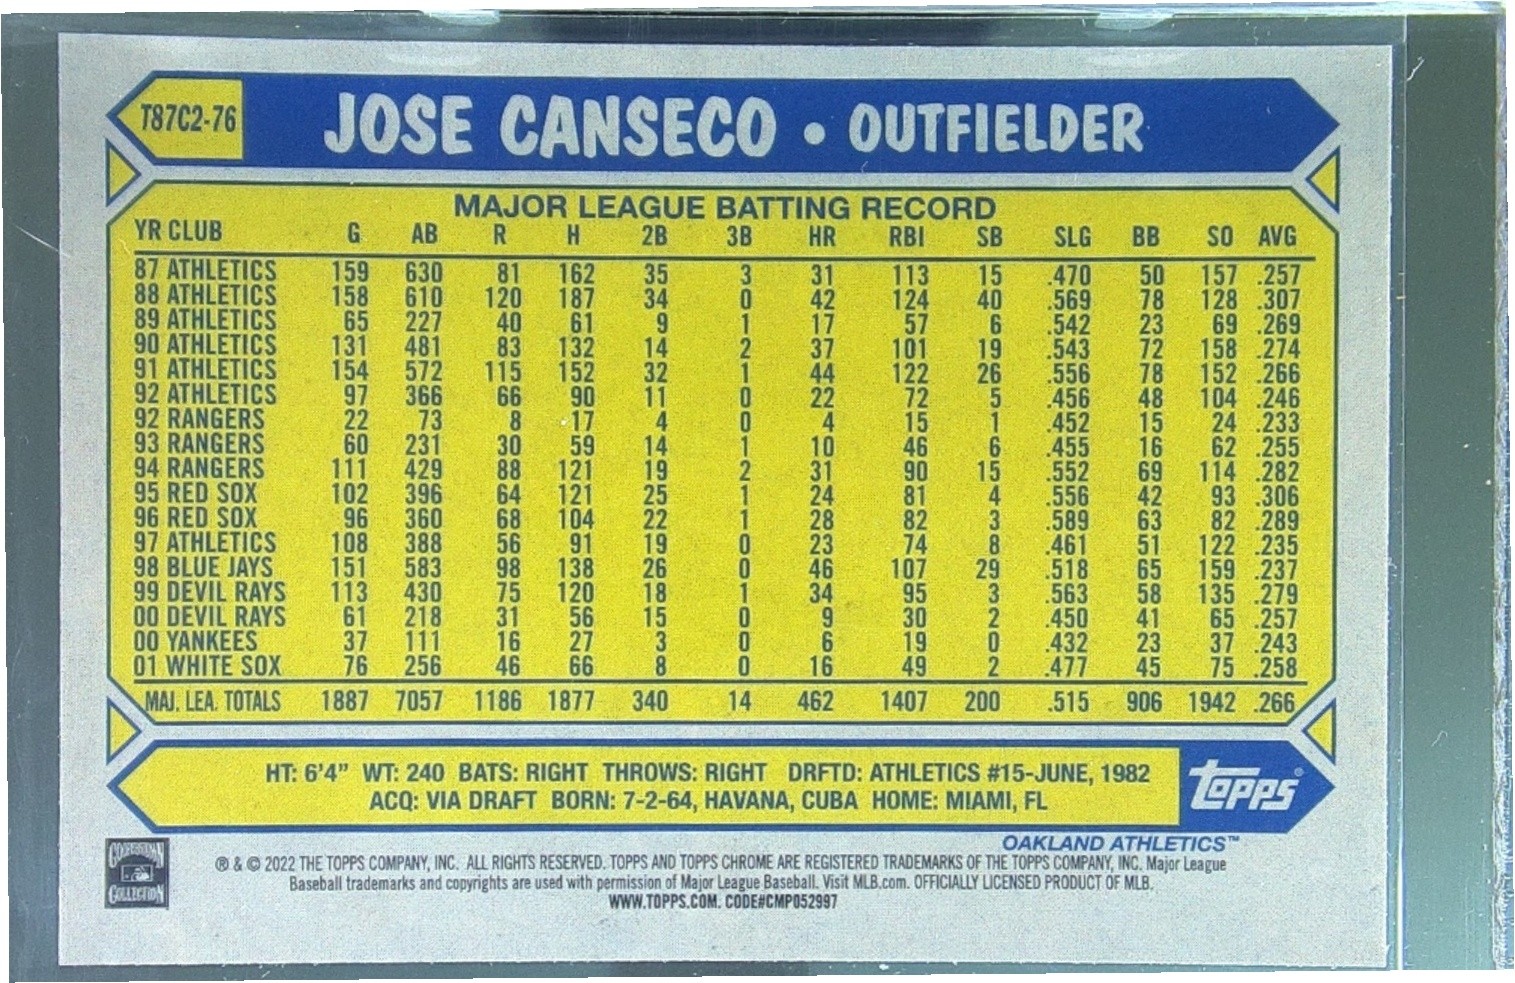 T87C2-76
JOSE CANSECO • OUTFIELDER
MAJOR LEAGUE BATTING RECORD
YR CLUB G AB R H 2B 3B HR RBI SB SLG BB SO AVG
87 ATHLETICS 159 630 81 162 35 3 31 113 15 .470 50 157 .257
88 ATHLETICS 158 610 120 187 34 0 42 124 40 .569 78 128 .307
89 ATHLETICS 65 227 40 61 9 1 17 57 6 .542 23 69 .269
90 ATHLETICS 131 481 83 132 14 2 37 101 19 .543 72 158 .274
91 ATHLETICS 154 572 115 152 32 1 44 122 26 .556 78 152 .266
92 ATHLETICS 97 366 66 90 11 0 22 72 5 .456 48 104 .246
92 RANGERS 22 73 8 17 4 0 4 15 1 .452 15 24 .233
93 RANGERS 60 231 30 59 14 1 10 46 6 .455 16 62 .255
94 RANGERS 111 429 88 121 19 2 31 90 15 .552 69 114 .282
95 RED SOX 102 396 64 121 25 1 24 81 4 .556 42 93 .306
96 RED SOX 96 360 68 104 22 1 28 82 3 .589 63 82 .289
97 ATHLETICS 108 388 56 91 19 0 23 74 8 .461 51 122 .235
98 BLUE JAYS 151 583 98 138 26 0 46 107 29 .518 65 159 .237
99 DEVIL RAYS 113 430 75 120 18 1 34 95 3 .563 58 135 .279
00 DEVIL RAYS 61 218 31 56 15 0 9 30 2 .450 41 65 .257
00 YANKEES 37 111 16 27 3 0 6 19 0 .432 23 37 .243
01 WHITE SOX 76 256 46 66 8 0 16 49 2 .477 45 75 .258
MAJ. LEA. TOTALS 1887 7057 1186 1877 340 14 462 1407 200 .515 906 1942 .266
HT: 6'4" WT: 240 BATS: RIGHT THROWS: RIGHT DRFTD: ATHLETICS #15-JUNE, 1982
ACQ: VIA DRAFT BORN: 7-2-64, HAVANA, CUBA HOME: MIAMI, FL
topps®
OAKLAND ATHLETICS™
COOPERSTOWN
COLLECTION
® & © 2022 THE TOPPS COMPANY, INC. ALL RIGHTS RESERVED. TOPPS AND TOPPS CHROME ARE REGISTERED TRADEMARKS OF THE TOPPS COMPANY, INC. Major League
Baseball trademarks and copyrights are used with permission of Major League Baseball. Visit MLB.com. OFFICIALLY LICENSED PRODUCT OF MLB.
WWW.TOPPS.COM. CODE#CMP052997